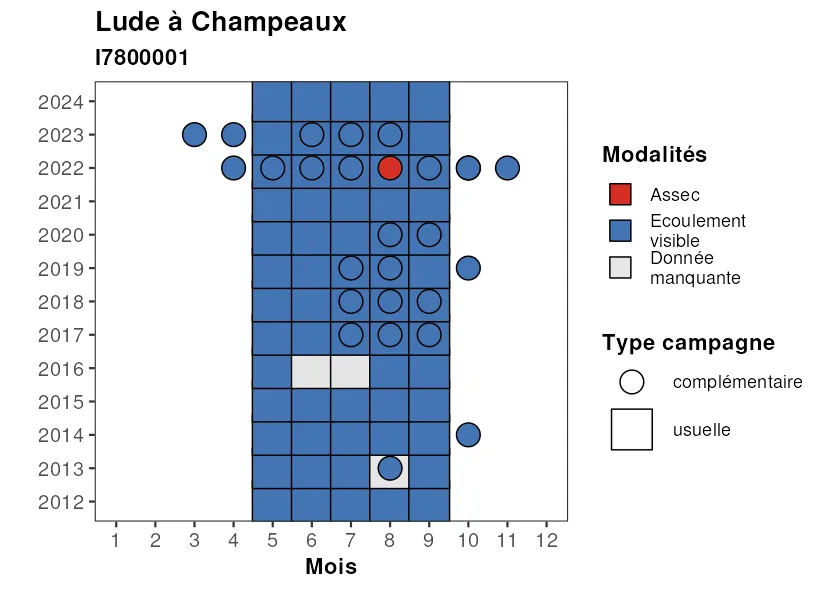 Lude à Champeaux
I7800001
2024
2023
2022
2021
2020
2019
2018
2017
2016
2015
2014
2013
2012
1 2 3 4 5 6 7 8 9 10 11 12
Mois
Modalités
Assec
Ecoulement
visible
Donnée
manquante
Type campagne
complémentaire
usuelle